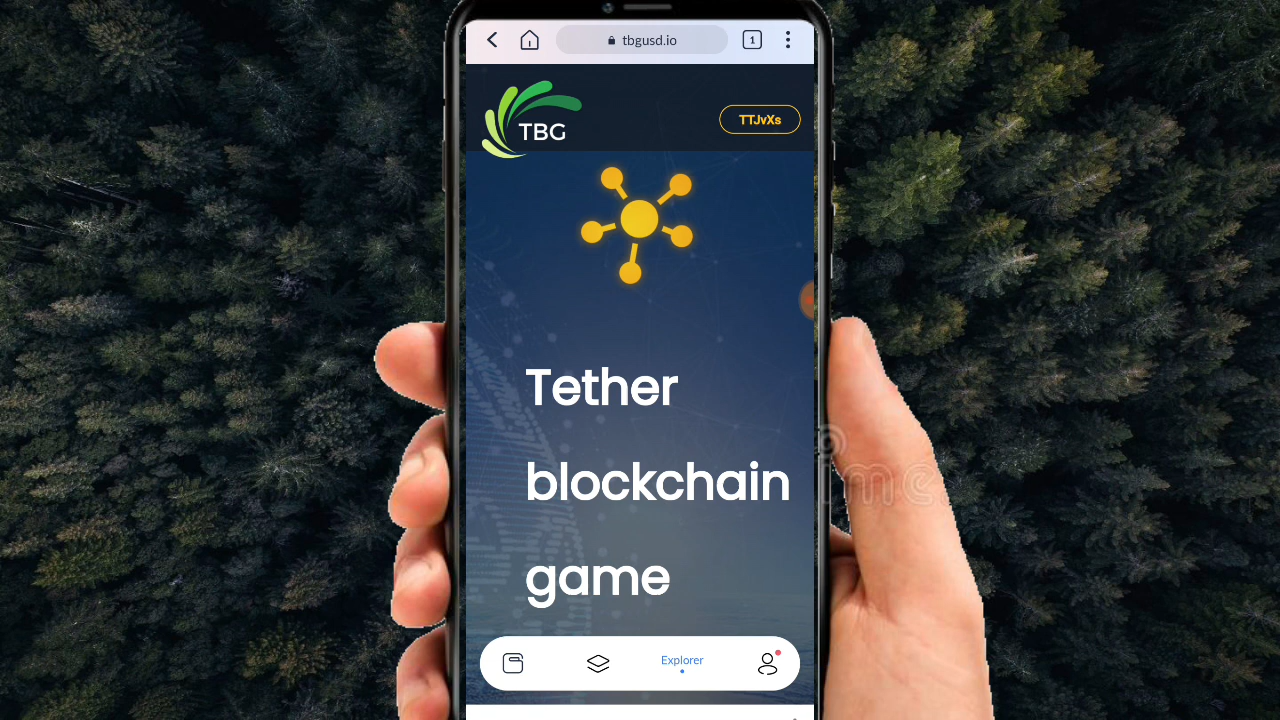 1
tbgusd.io
TBG
TTJvXs
Tether
blockchain
game
Explorer